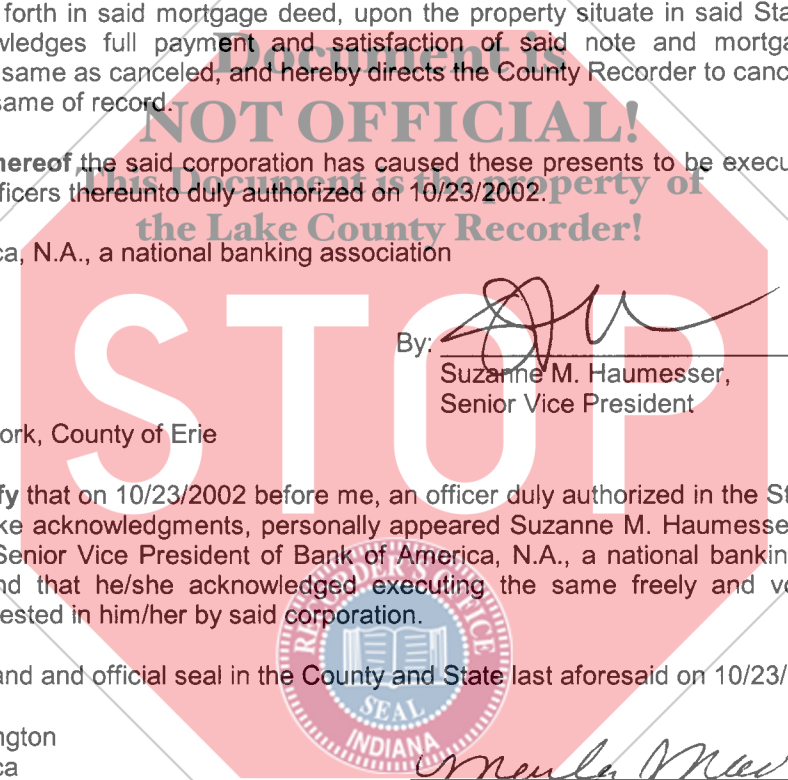 forth in said mortgage deed, upon the property situate in said Sta
wledges full payment and satisfaction of said note and mortga
same as canceled, and hereby directs the County Recorder to canc
same of record.
Document is
NOT OFFICIAL!
hereof the said corporation has caused these presents to be execu
ficers thereunto duly authorized on 10/23/2002.
This Document is the property of
the Lake County Recorder!
ca, N.A., a national banking association
STOP
By:
Suzanne M. Haumesser,
Senior Vice President
ork, County of Erie
fy that on 10/23/2002 before me, an officer duly authorized in the St
ke acknowledgments, personally appeared Suzanne M. Haumesse
Senior Vice President of Bank of America, N.A., a national bankin
nd that he/she acknowledged executing the same freely and v
ested in him/her by said corporation.
RECORDER'S OFFICE
SEAL
INDIANA
and and official seal in the County and State last aforesaid on 10/23/
ngton
ca